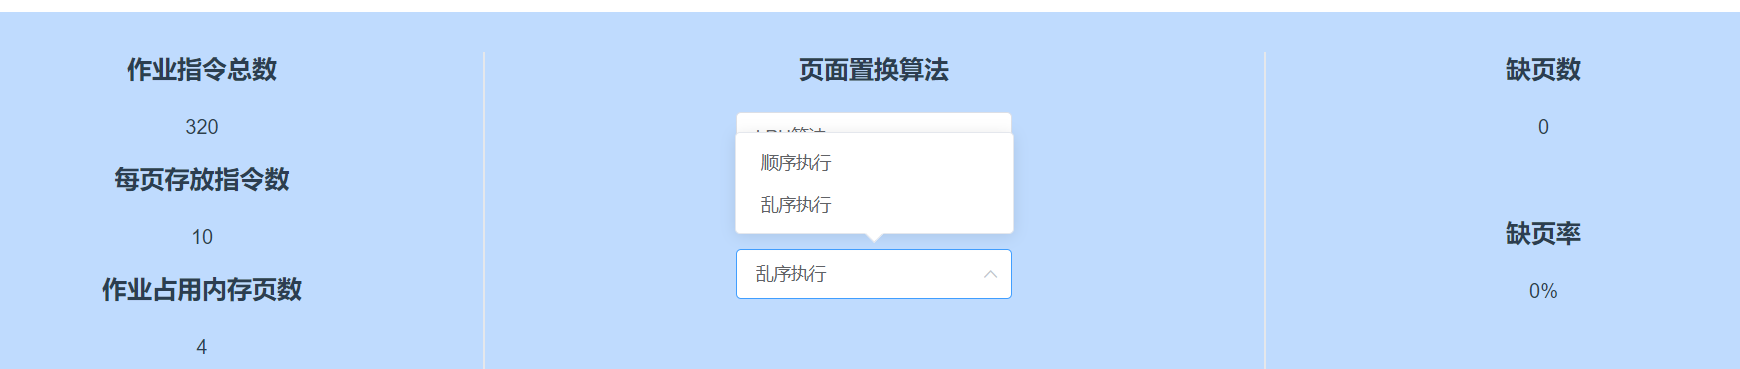 作业指令总数
320
每页存放指令数
10
作业占用内存页数
4
页面置换算法
顺序执行
乱序执行
乱序执行
缺页数
0
缺页率
0%